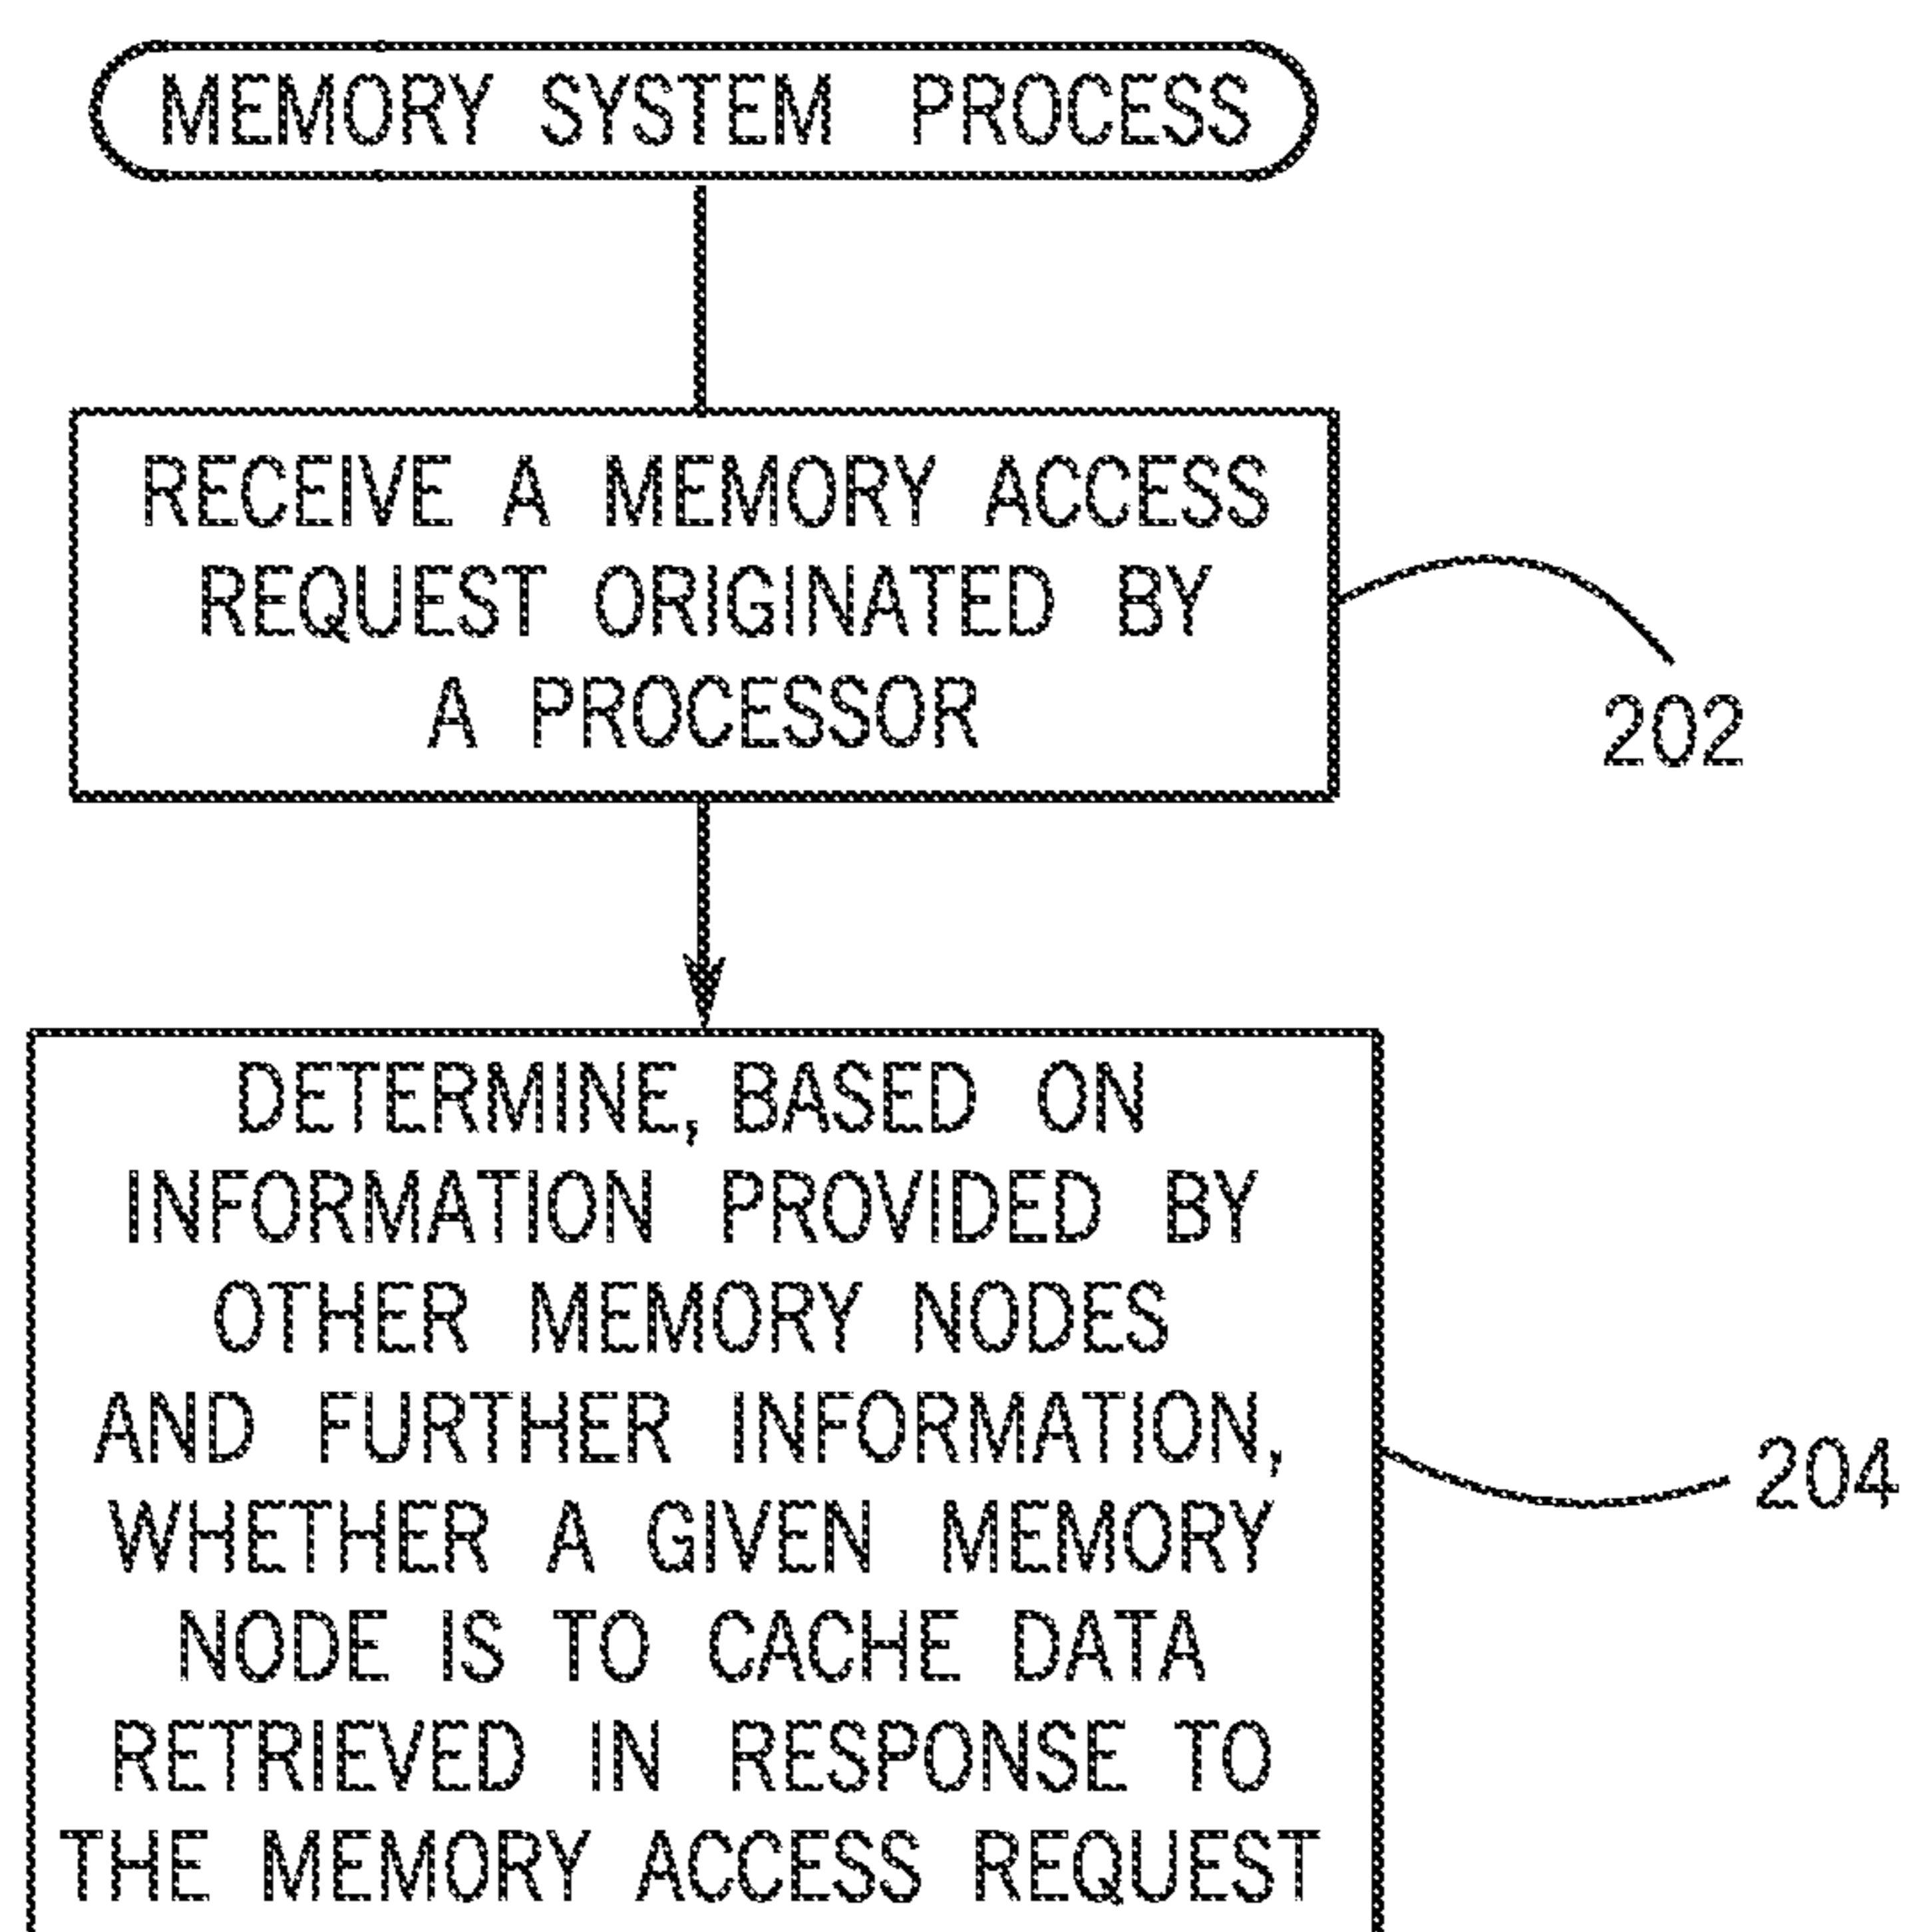 MEMORY SYSTEM PROCESS
RECEIVE A MEMORY ACCESS
REQUEST ORIGINATED BY
A PROCESSOR
202
DETERMINE, BASED ON
INFORMATION PROVIDED BY
OTHER MEMORY NODES
AND FURTHER INFORMATION,
WHETHER A GIVEN MEMORY
NODE IS TO CACHE DATA
RETRIEVED IN RESPONSE TO
THE MEMORY ACCESS REQUEST
204